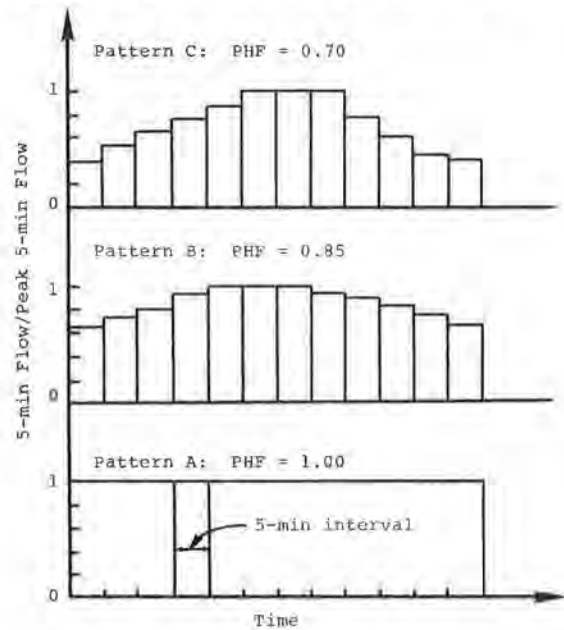 Pattern C: PHF = 0.70
1
0
Pattern B: PHF = 0.85
1
0
Pattern A: PHF = 1.00
1
5-min interval
0
Time
5-min Flow/Peak 5-min Flow